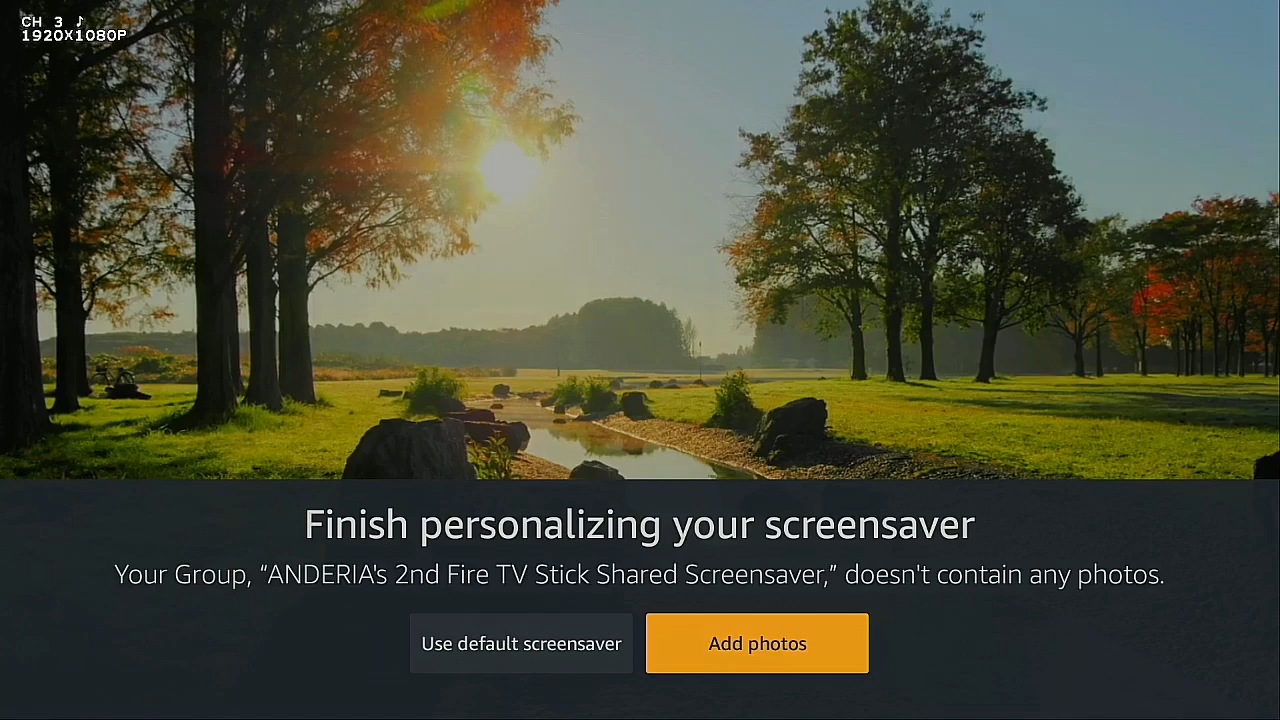 CH 3 ♪
1920X1080P
Finish personalizing your screensaver
Your Group, “ANDERIA's 2nd Fire TV Stick Shared Screensaver,” doesn't contain any photos.
Use default screensaver
Add photos